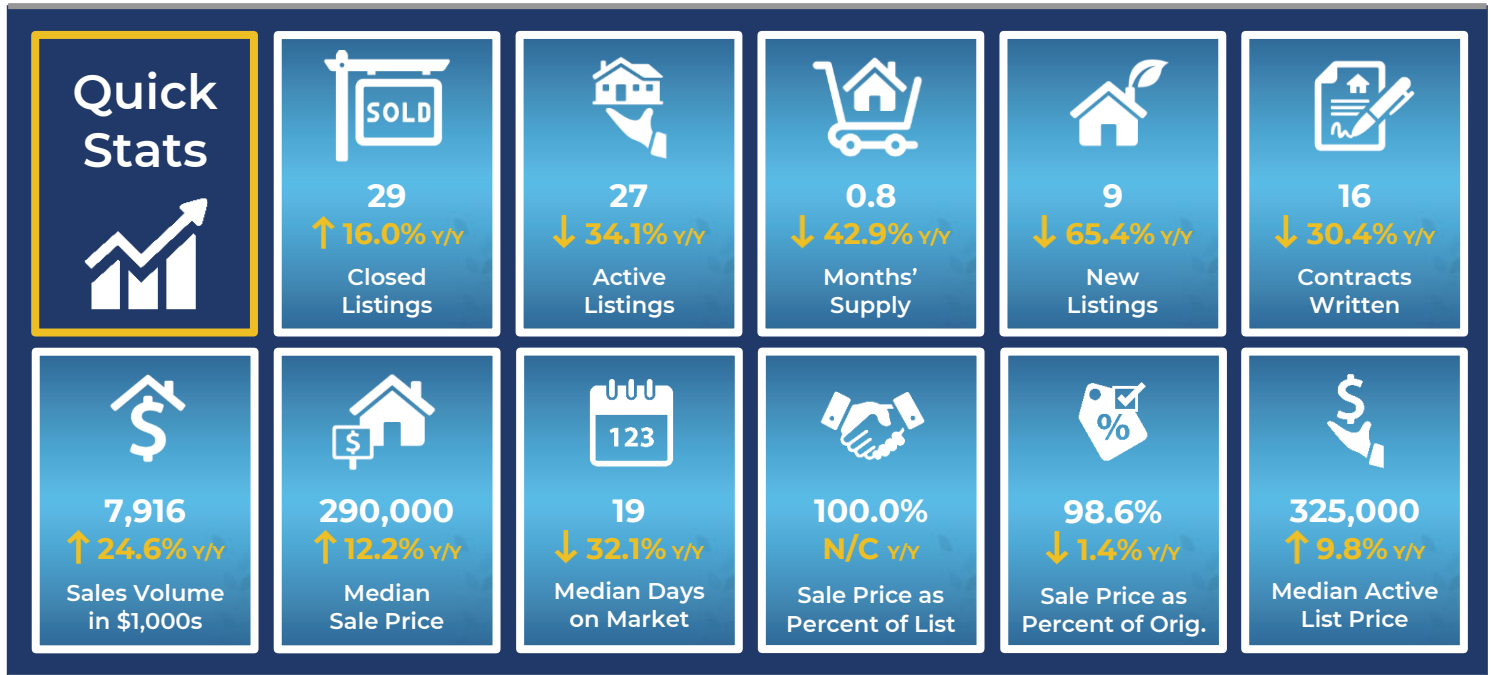 Quick
Stats
SOLD
29
↑ 16.0% Y/Y
Closed
Listings
27
↓ 34.1% Y/Y
Active
Listings
0.8
↓ 42.9% Y/Y
Months’
Supply
9
↓ 65.4% Y/Y
New
Listings
16
↓ 30.4% Y/Y
Contracts
Written
$
7,916
↑ 24.6% Y/Y
Sales Volume
in $1,000s
$
290,000
↑ 12.2% Y/Y
Median
Sale Price
123
19
↓ 32.1% Y/Y
Median Days
on Market
100.0%
N/C Y/Y
Sale Price as
Percent of List
%
98.6%
↓ 1.4% Y/Y
Sale Price as
Percent of Orig.
$
325,000
↑ 9.8% Y/Y
Median Active
List Price